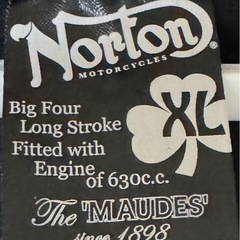 Norton®
MOTORCYCLES
XL
Big Four
Long Stroke
Fitted with
Engine
of 630c.c.
The 'MAUDES'
since 1898